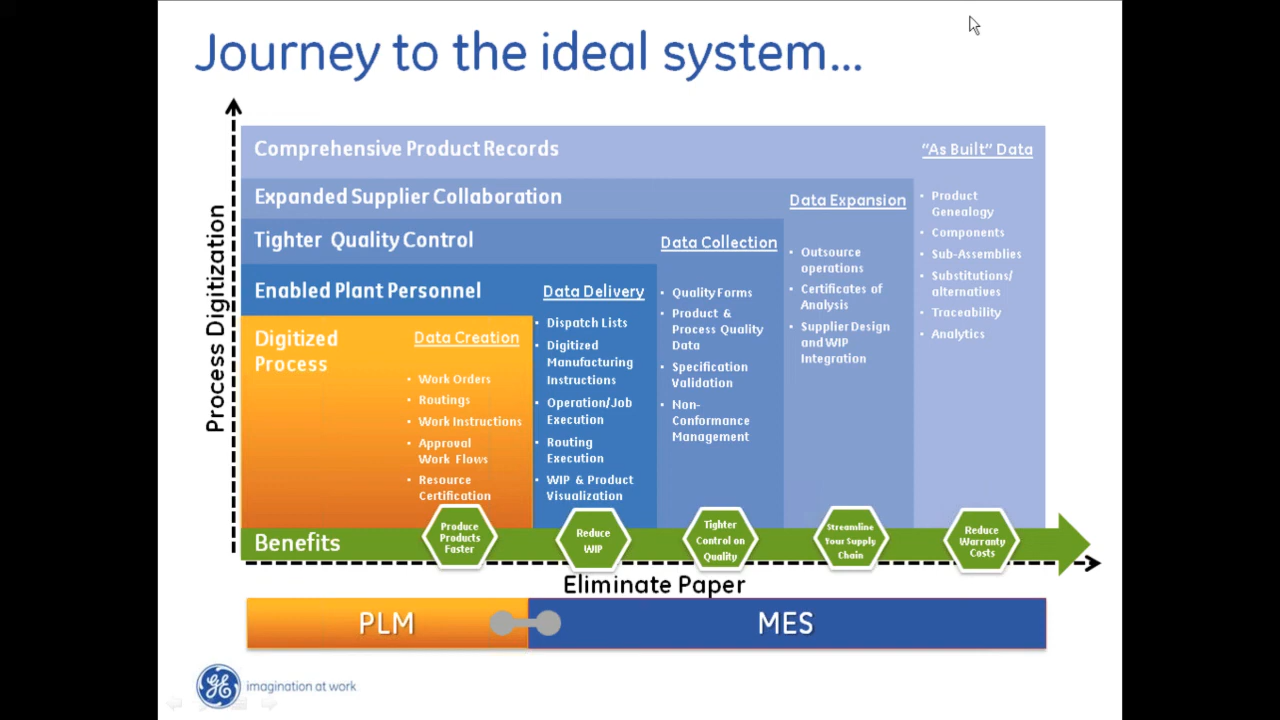 Journey to the ideal system...
Process Digitization
Comprehensive Product Records
"As Built" Data
• Product
Genealogy
• Components
• Sub-Assemblies
• Substitutions/
alternatives
• Traceability
• Analytics
Expanded Supplier Collaboration
Data Expansion
• Outsource
operations
• Certificates of
Analysis
• Supplier Design
and WIP
Integration
Tighter Quality Control
Data Collection
• Quality Forms
• Product &
Process Quality
Data
• Specification
Validation
• Non-
Conformance
Management
Enabled Plant Personnel
Data Delivery
• Dispatch Lists
• Digitized
Manufacturing
Instructions
• Operation/Job
Execution
• Routing
Execution
• WIP & Product
Visualization
Digitized
Process
Data Creation
• Work Orders
• Routings
• Work Instructions
• Approval
Work Flows
• Resource
Certification
Benefits
Produce
Products
Faster
Reduce
WIP
Tighter
Control on
Quality
Streamline
Your Supply
Chain
Reduce
Warranty
Costs
Eliminate Paper
PLM
MES
GE
imagination at work